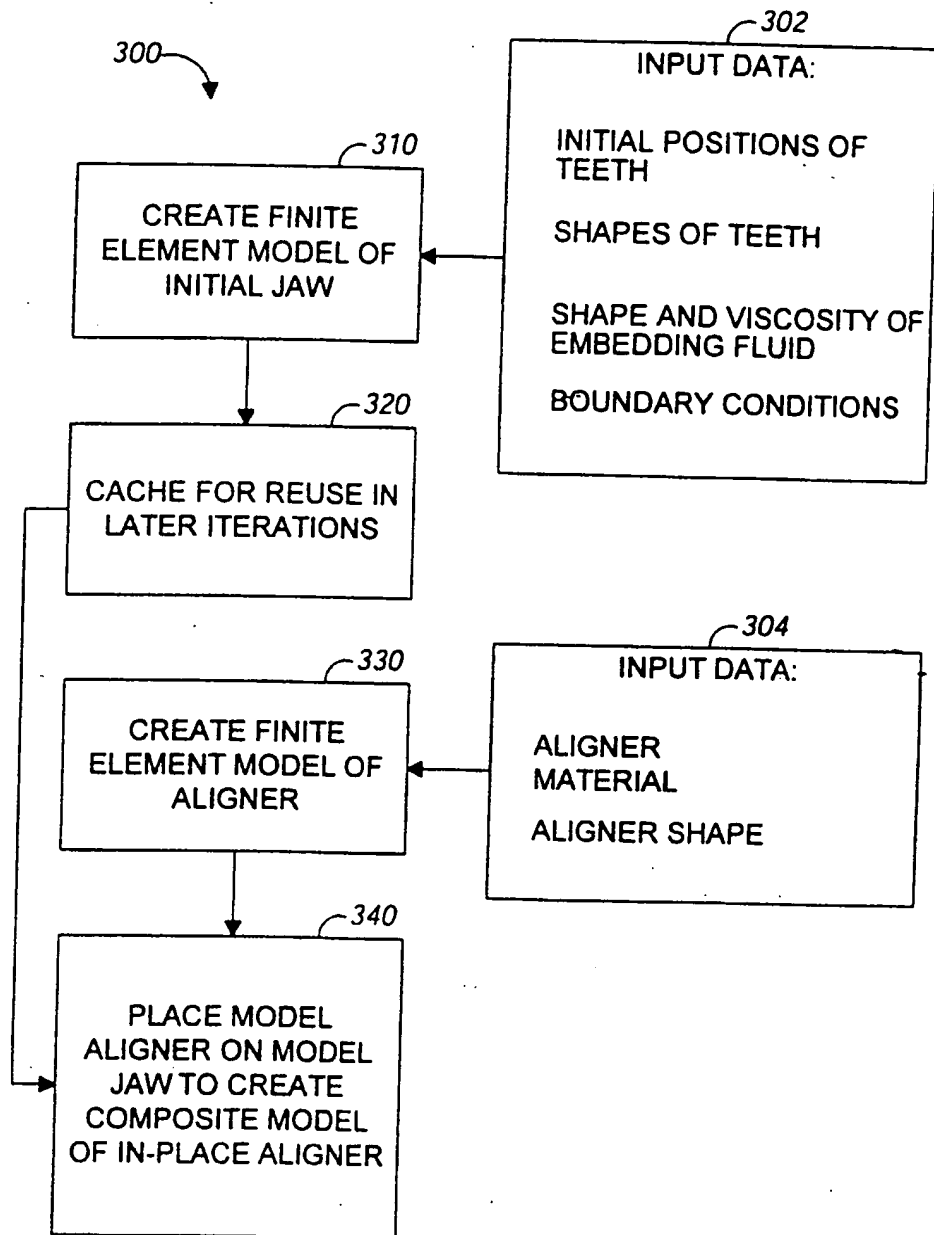 300
302
INPUT DATA:
INITIAL POSITIONS OF
TEETH
SHAPES OF TEETH
SHAPE AND VISCOSITY OF
EMBEDDING FLUID
BOUNDARY CONDITIONS
310
CREATE FINITE
ELEMENT MODEL OF
INITIAL JAW
320
CACHE FOR REUSE IN
LATER ITERATIONS
304
INPUT DATA:
ALIGNER
MATERIAL
ALIGNER SHAPE
330
CREATE FINITE
ELEMENT MODEL OF
ALIGNER
340
PLACE MODEL
ALIGNER ON MODEL
JAW TO CREATE
COMPOSITE MODEL
OF IN-PLACE ALIGNER